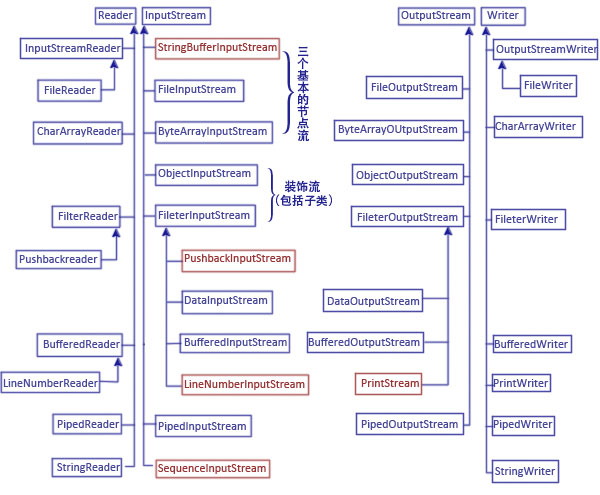 Reader
InputStream
OutputStream
Writer
InputStreamReader
StringBufferInputStream
OutputStreamWriter
FileReader
FileInputStream
三个基本的节点流
FileOutputStream
FileWriter
CharArrayReader
ByteArrayInputStream
ByteArrayOUtputStream
CharArrayWriter
ObjectInputStream
装饰流
(包括子类)
ObjectOutputStream
FilterReader
FileterInputStream
FileterOutputStream
FileterWriter
Pushbackreader
PushbackInputStream
DataInputStream
DataOutputStream
BufferedReader
BufferedInputStream
BufferedOutputStream
BufferedWriter
LineNumberReader
LineNumberInputStream
PrintStream
PrintWriter
PipedReader
PipedInputStream
PipedOutputStream
PipedWriter
StringReader
SequenceInputStream
StringWriter